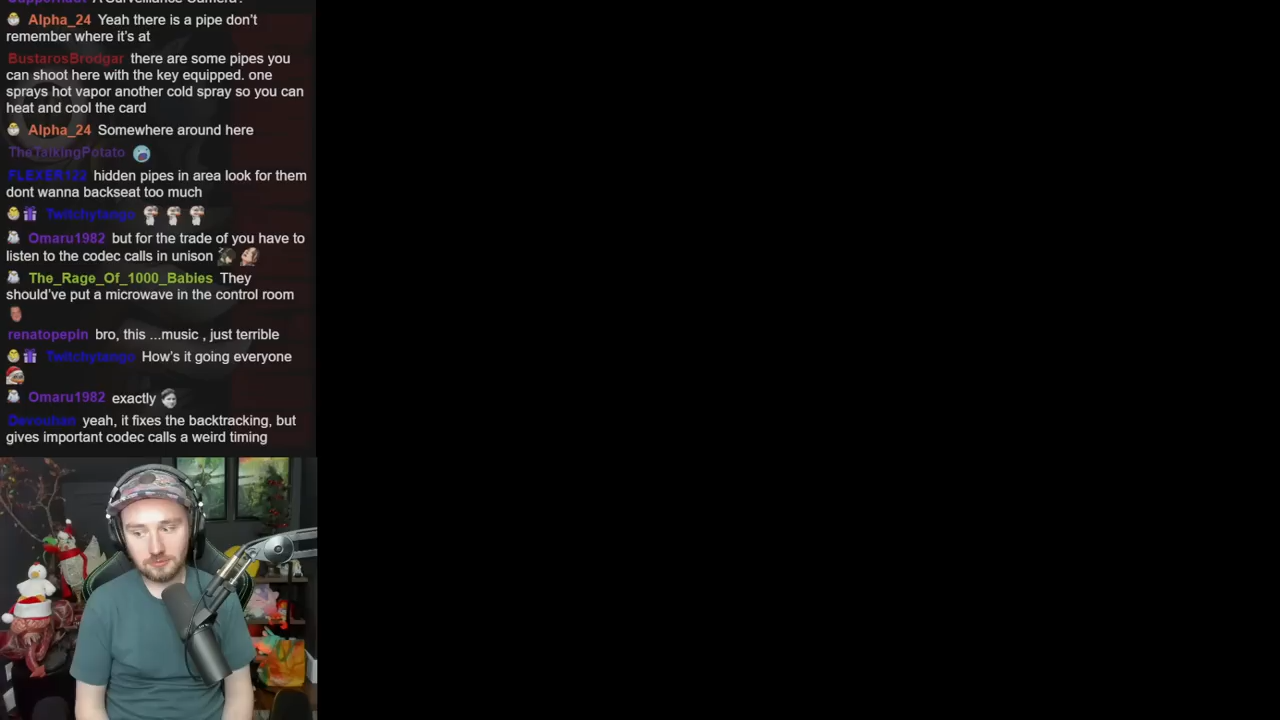 Alpha_24 Yeah there is a pipe don't
remember where it's at
BustarosBrodgar there are some pipes you
can shoot here with the key equipped. one
sprays hot vapor another cold spray so you can
heat and cool the card
Alpha_24 Somewhere around here
TheTalkingPotato
FLEXER122 hidden pipes in area look for them
dont wanna backseat too much
Twitchytango
Omaru1982 but for the trade of you have to
listen to the codec calls in unison
The_Rage_Of_1000_Babies They
should've put a microwave in the control room
renatopepin bro, this ...music , just terrible
Twitchytango How's it going everyone
Omaru1982 exactly
yeah, it fixes the backtracking, but
gives important codec calls a weird timing